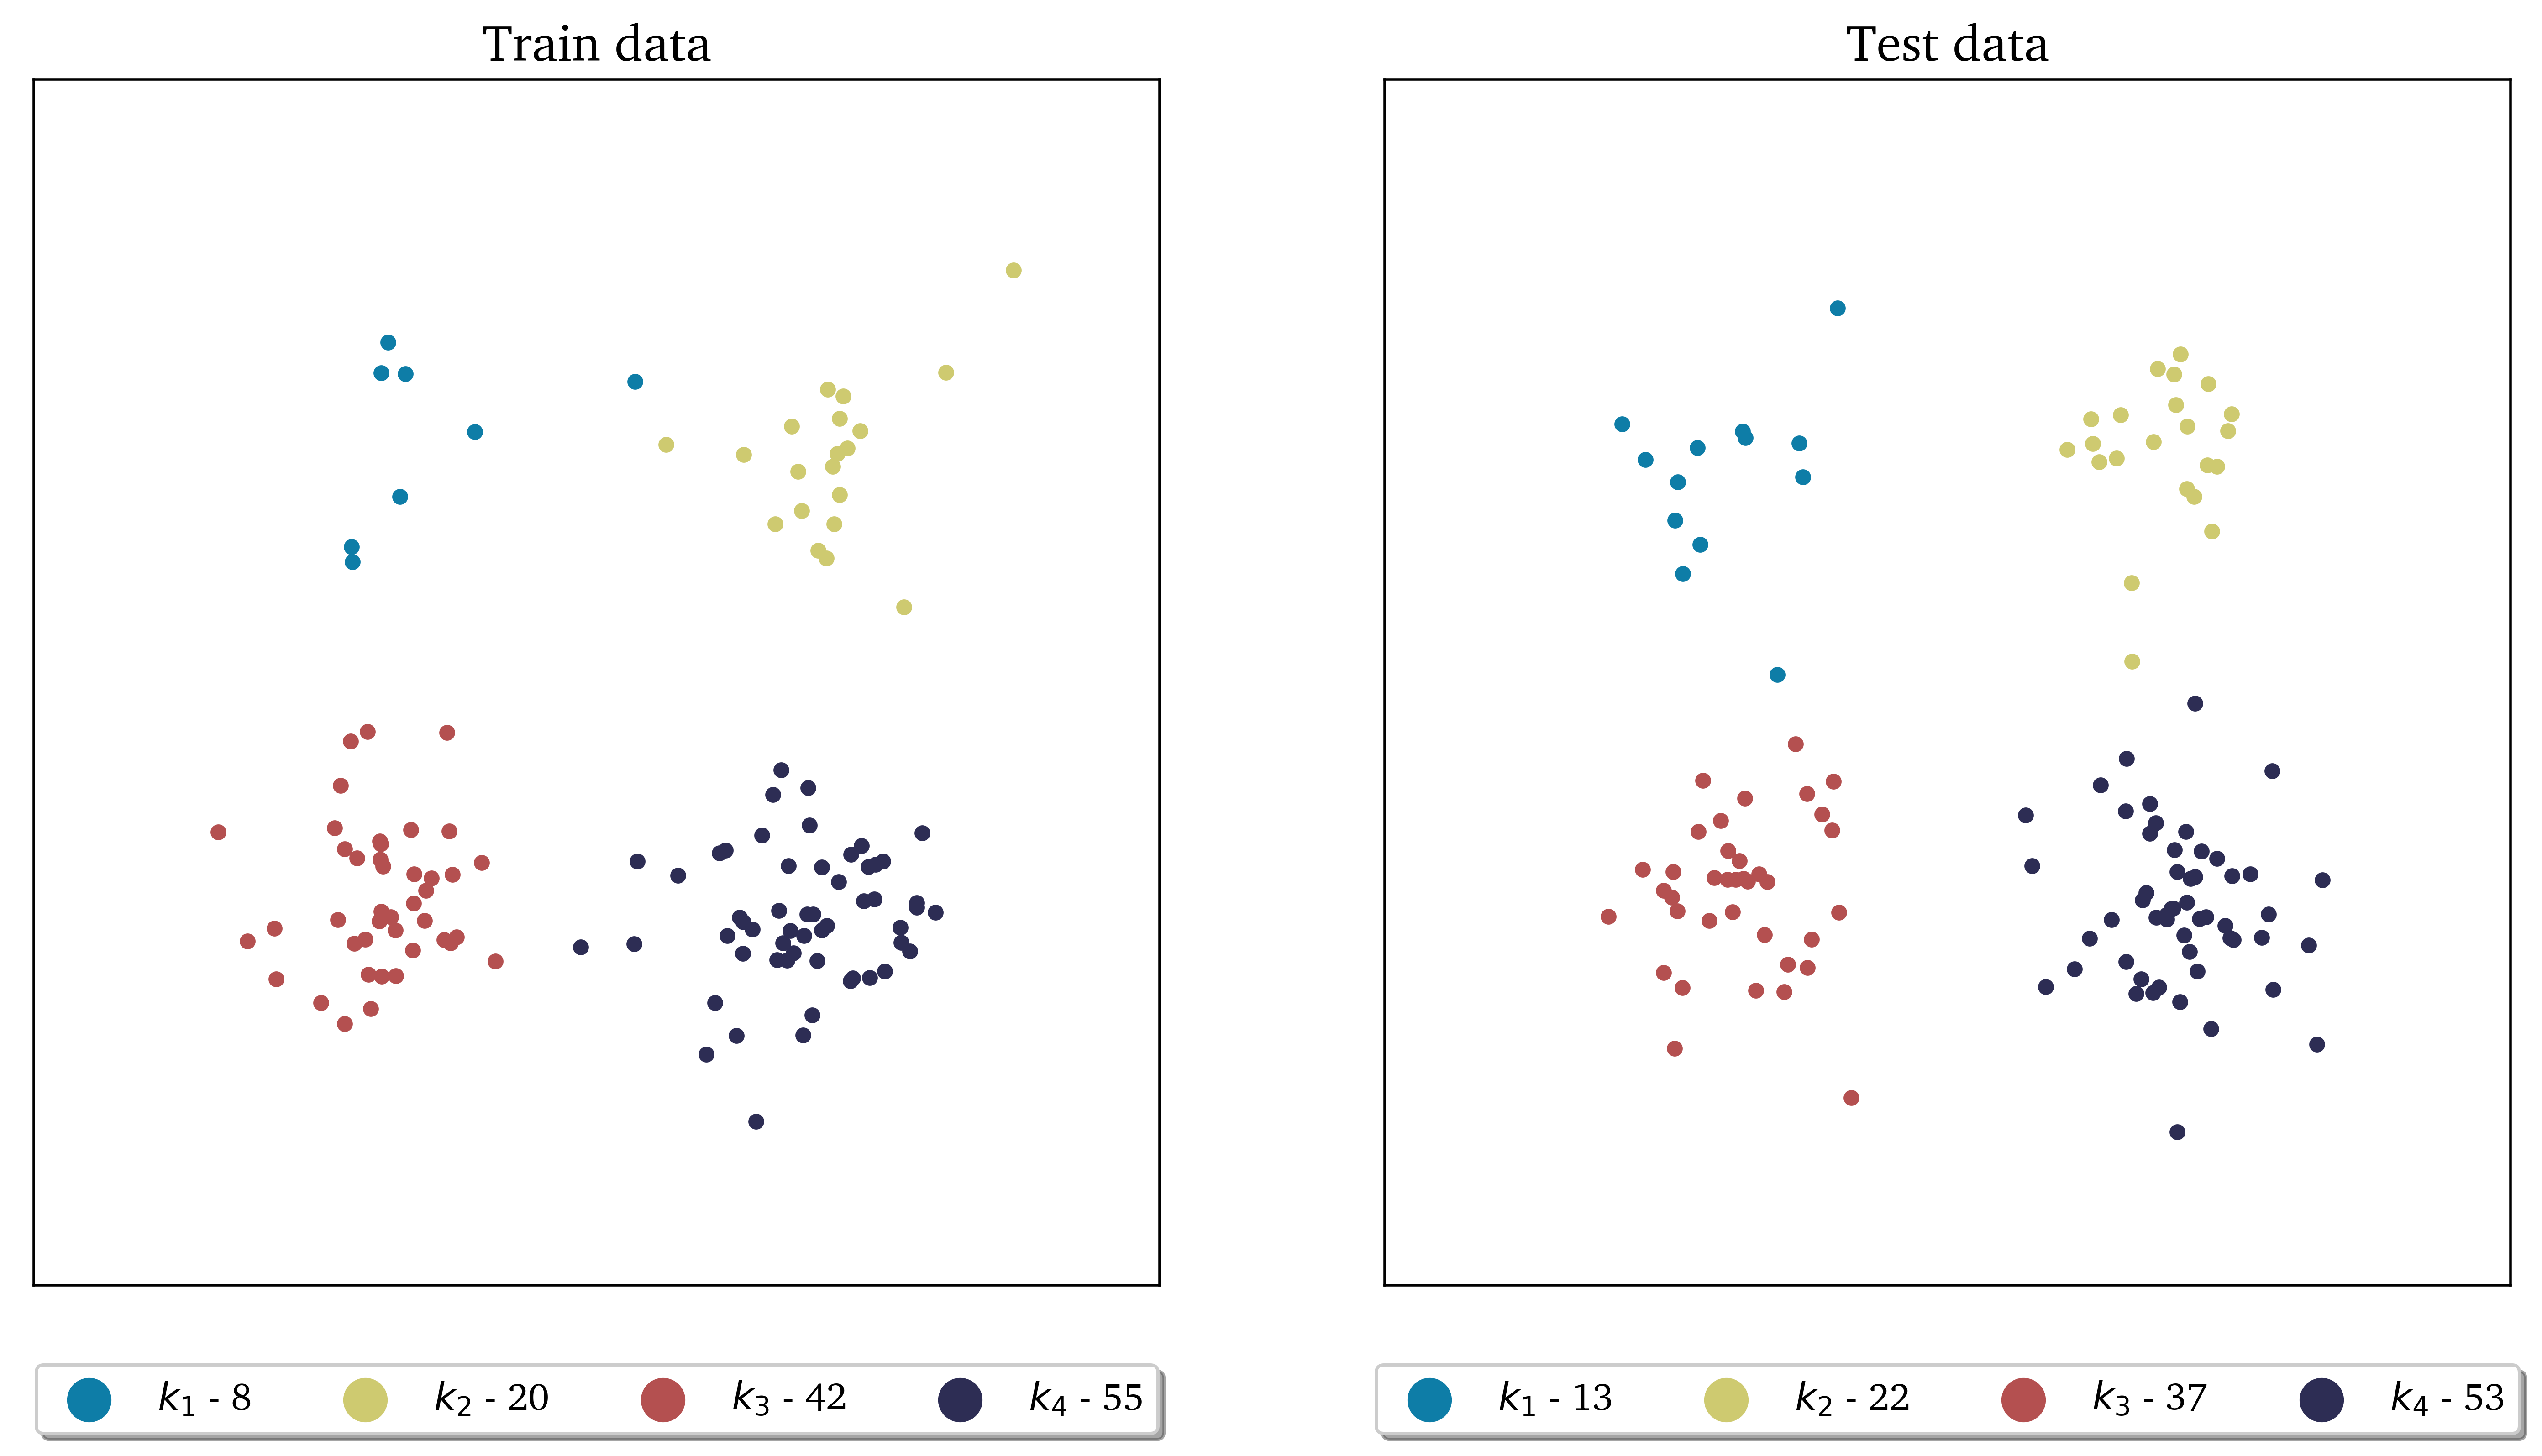 Train data
Test data
k₁ - 8 k₂ - 20 k₃ - 42 k₄ - 55
k₁ - 13 k₂ - 22 k₃ - 37 k₄ - 53